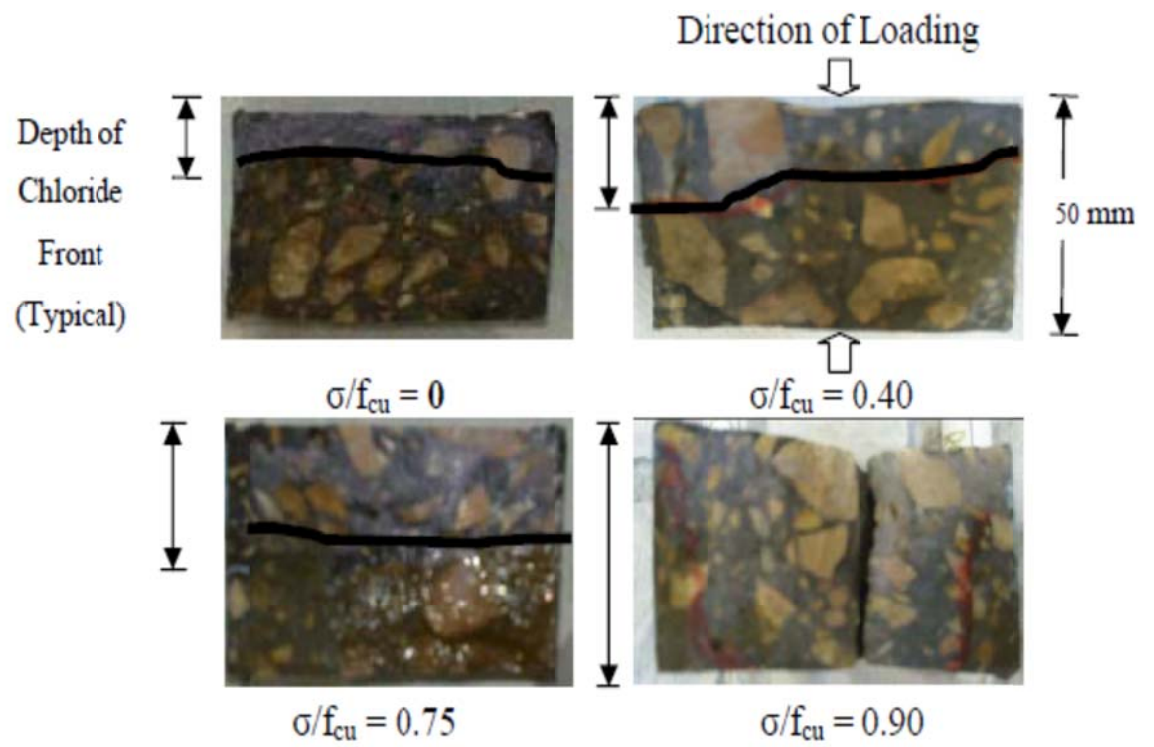 Direction of Loading
Depth of
Chloride
Front
(Typical)
50 mm
σ/fcu = 0
σ/fcu = 0.40
σ/fcu = 0.75
σ/fcu = 0.90